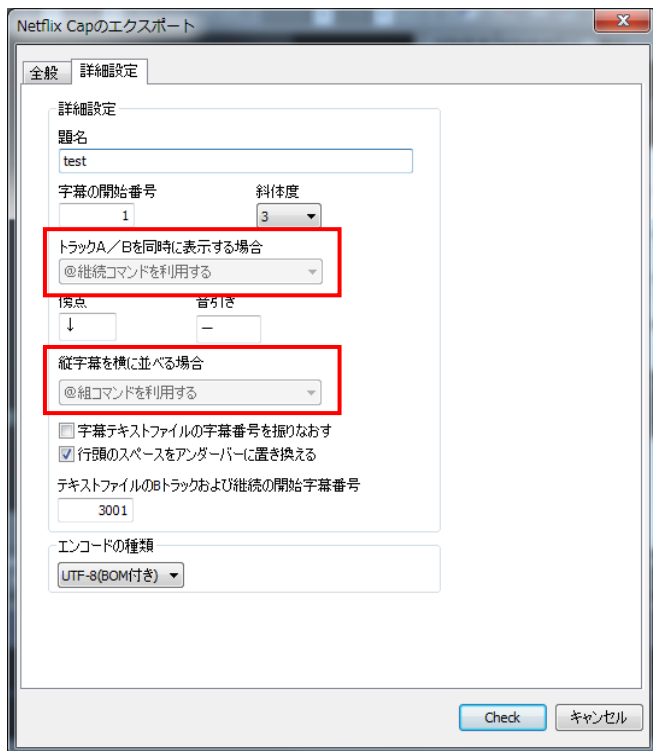 Netflix Capのエクスポート
全般 詳細設定
詳細設定
題名
test
字幕の開始番号 斜体度
1 3
トラックA／Bを同時に表示する場合
@継続コマンドを利用する
傍点 音引き
↓ ー
縦字幕を横に並べる場合
@組コマンドを利用する
字幕テキストファイルの字幕番号を振りなおす
行頭のスペースをアンダーバーに置き換える
テキストファイルのBトラックおよび継続の開始字幕番号
3001
エンコードの種類
UTF-8(BOM付き)
Check キャンセル